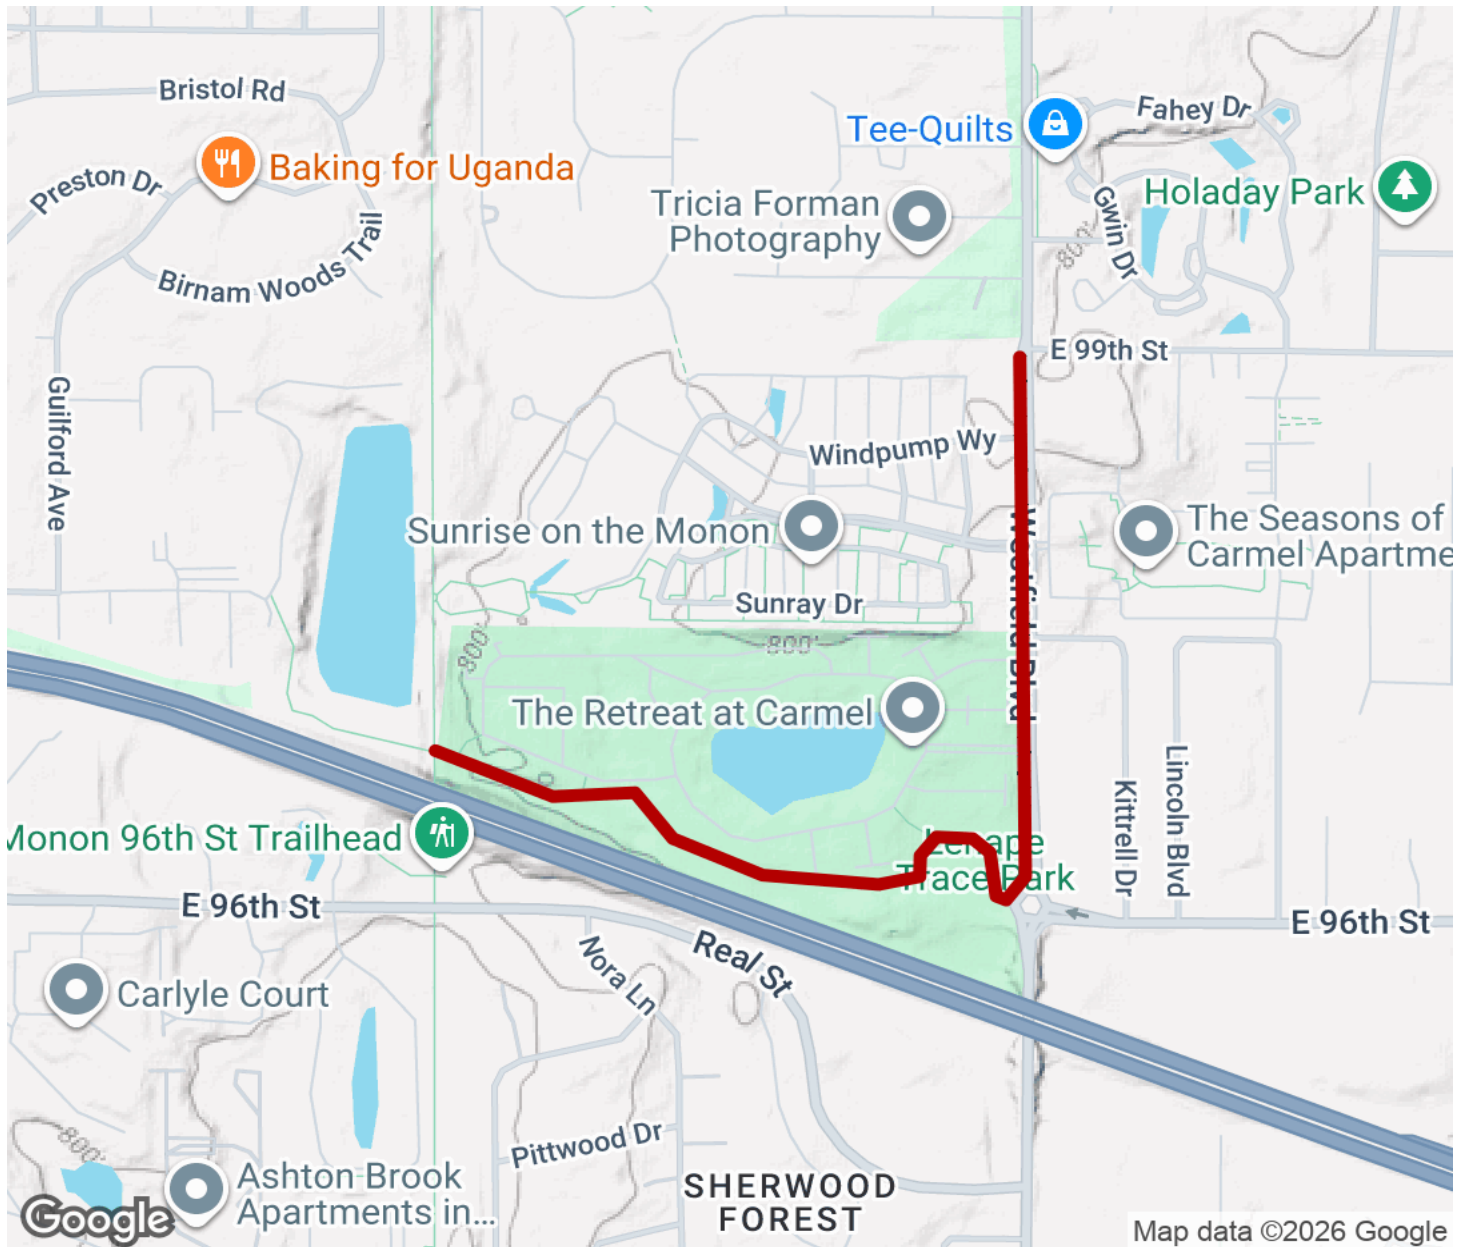 Bristol Rd
Fahey Dr
Tee-Quilts
Baking for Uganda
Preston Dr
Holaday Park
Tricia Forman
Photography
Gwin Dr
800'
Birnam Woods Trail
E 99th St
Guilford Ave
Windpump Wy
Sunrise on the Monon
The Seasons of
Carmel Apartme
Westfield Blvd
Sunray Dr
800'
800'
The Retreat at Carmel
Lincoln Blvd
Kittrell Dr
Monon 96th St Trailhead
Lenape
Trace Park
E 96th St
E 96th St
Real St
Nora Ln
Carlyle Court
Pittwood Dr
800'
Ashton Brook
Apartments in...
SHERWOOD
FOREST
Google
Map data ©2026 Google